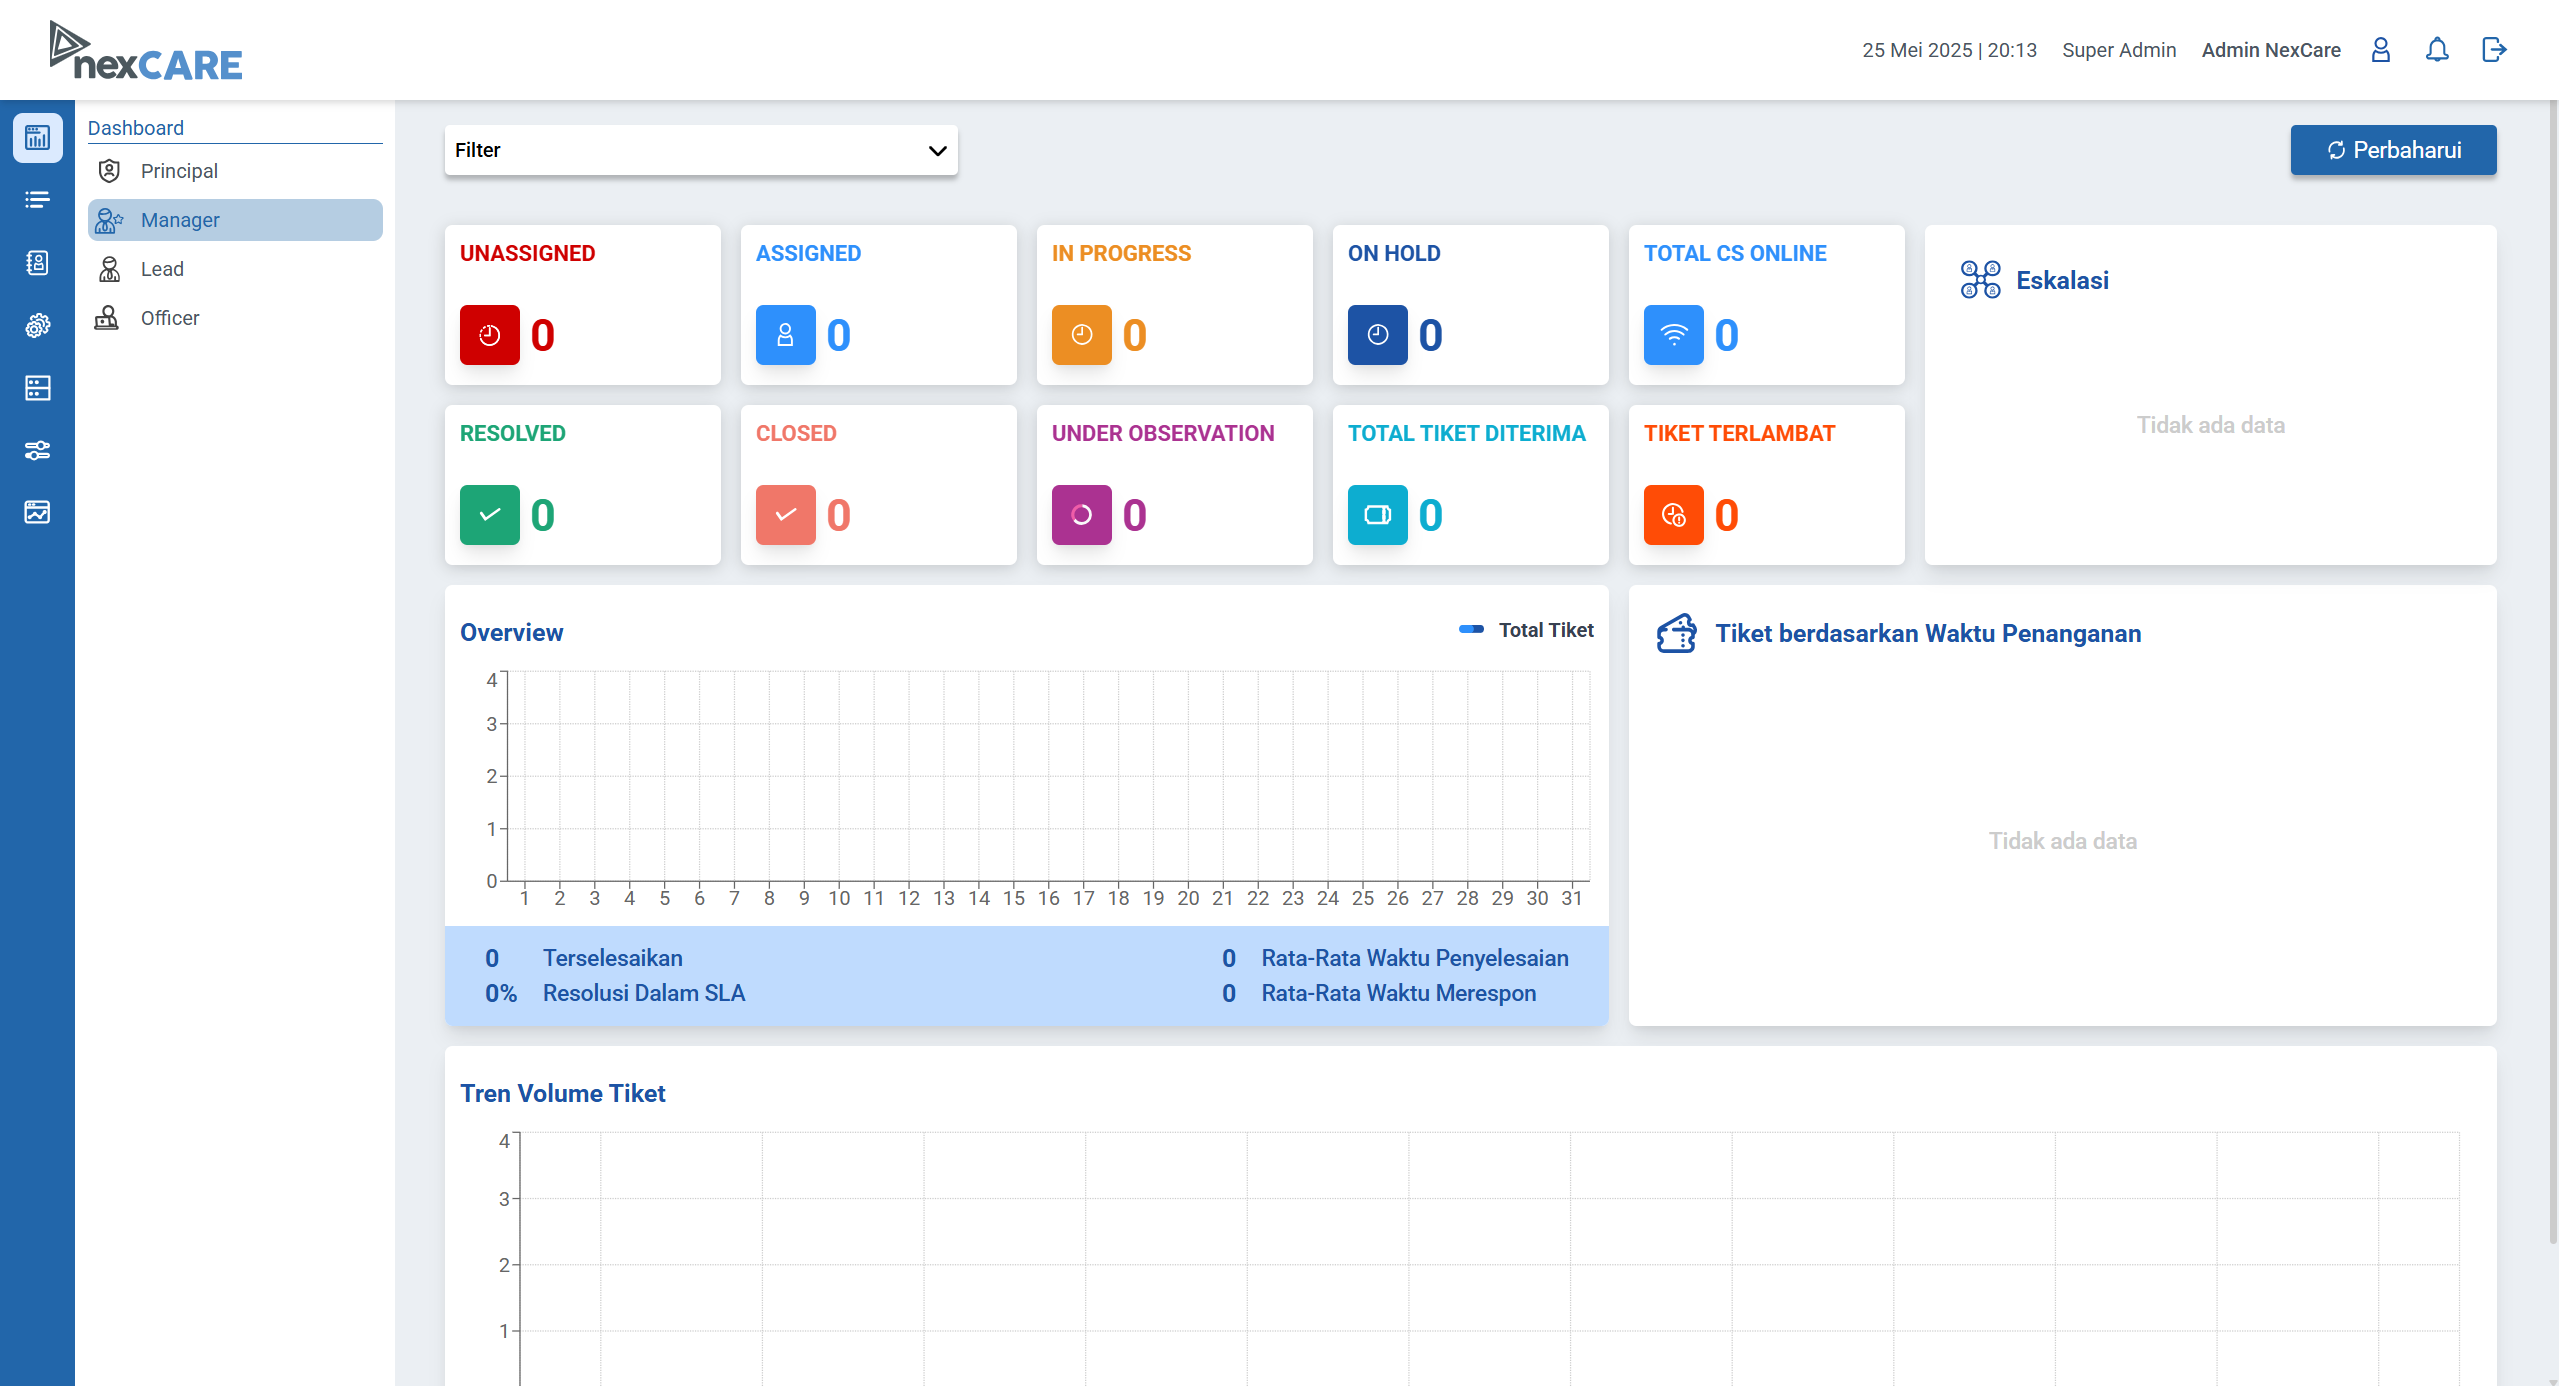 nexCARE
25 Mei 2025 | 20:13 Super Admin Admin NexCare
Dashboard
Principal
Manager
Lead
Officer
Filter
Perbaharui
UNASSIGNED
0
ASSIGNED
0
IN PROGRESS
0
ON HOLD
0
TOTAL CS ONLINE
0
RESOLVED
0
CLOSED
0
UNDER OBSERVATION
0
TOTAL TIKET DITERIMA
0
TIKET TERLAMBAT
0
Eskalasi
Tidak ada data
Overview
Total Tiket
4
3
2
1
0
1 2 3 4 5 6 7 8 9 10 11 12 13 14 15 16 17 18 19 20 21 22 23 24 25 26 27 28 29 30 31
0 Terselesaikan
0% Resolusi Dalam SLA
0 Rata-Rata Waktu Penyelesaian
0 Rata-Rata Waktu Merespon
Tiket berdasarkan Waktu Penanganan
Tidak ada data
Tren Volume Tiket
4
3
2
1